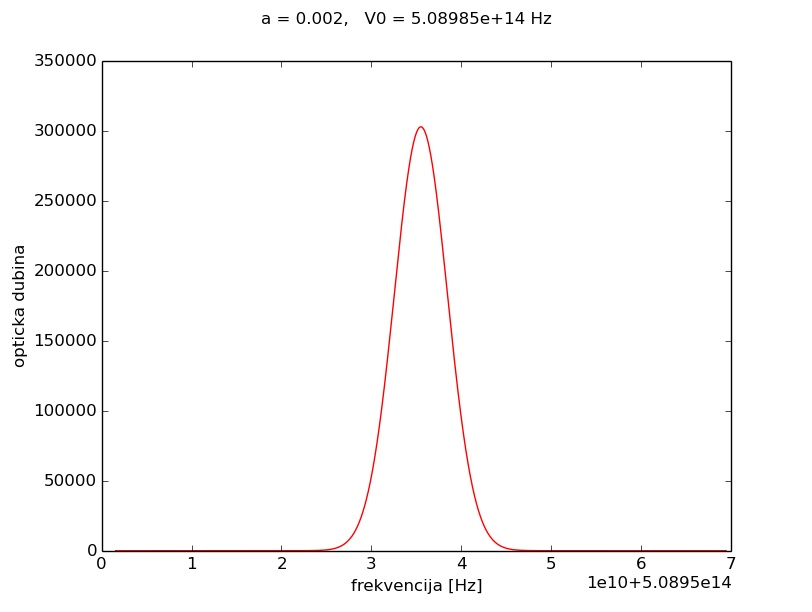 a = 0.002,   V0 = 5.08985e+14 Hz
350000
300000
250000
200000
150000
100000
50000
0
opticka dubina
0 1 2 3 4 5 6 7
frekvencija [Hz]
1e10+5.0895e14